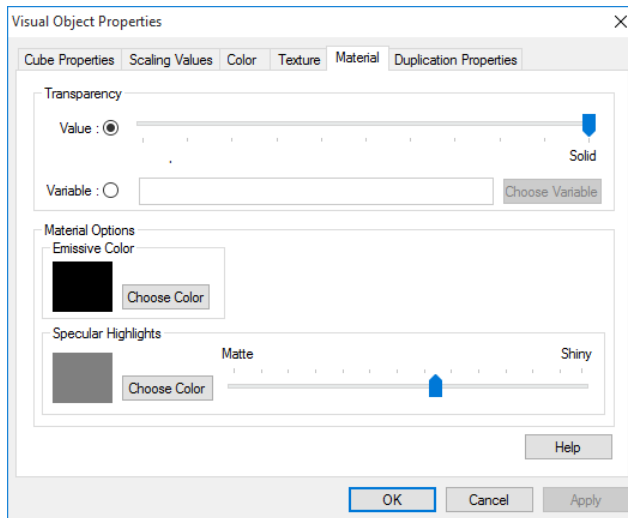 Visual Object Properties
Cube Properties Scaling Values Color Texture Material Duplication Properties
Transparency
Value :
Solid
Variable : Choose Variable
Material Options
Emissive Color
Choose Color
Specular Highlights
Matte Shiny
Choose Color
Help
OK Cancel Apply